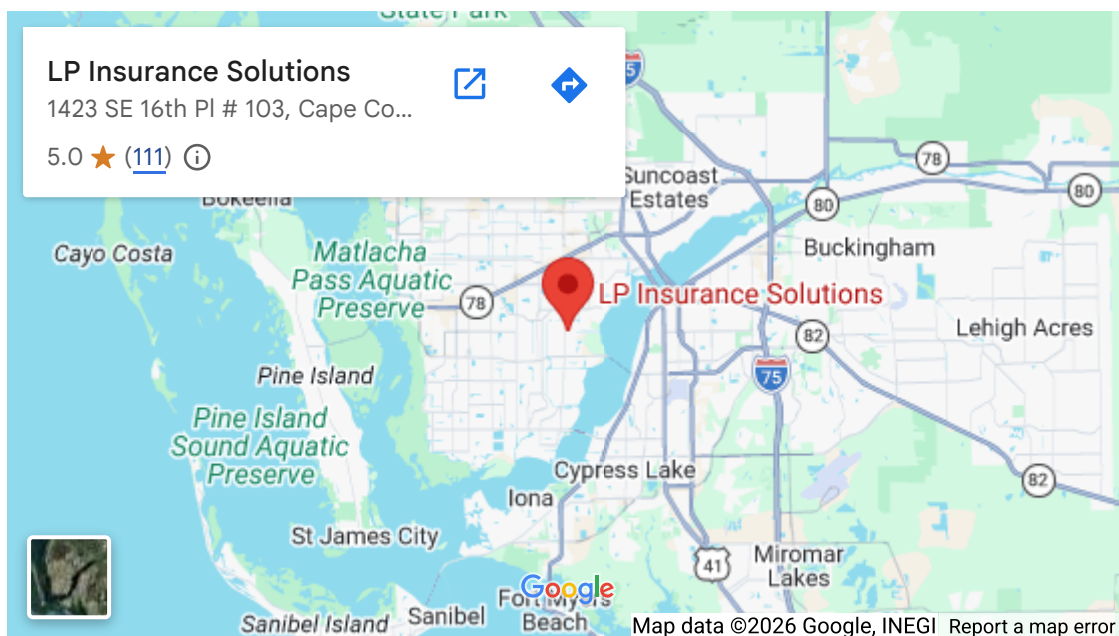 State Park
LP Insurance Solutions
1423 SE 16th Pl # 103, Cape Co...
5.0 (111)
5
Suncoast
Estates
78
80
80
Bokeelia
Cayo Costa
Matlacha
Pass Aquatic
Preserve
78
Buckingham
LP Insurance Solutions
82
Lehigh Acres
Pine Island
75
Pine Island
Sound Aquatic
Preserve
Cypress Lake
82
Iona
St James City
41
Miromar
Lakes
Google
Fort Myers
Beach
Sanibel
Sanibel Island
Map data ©2026 Google, INEGI
Report a map error